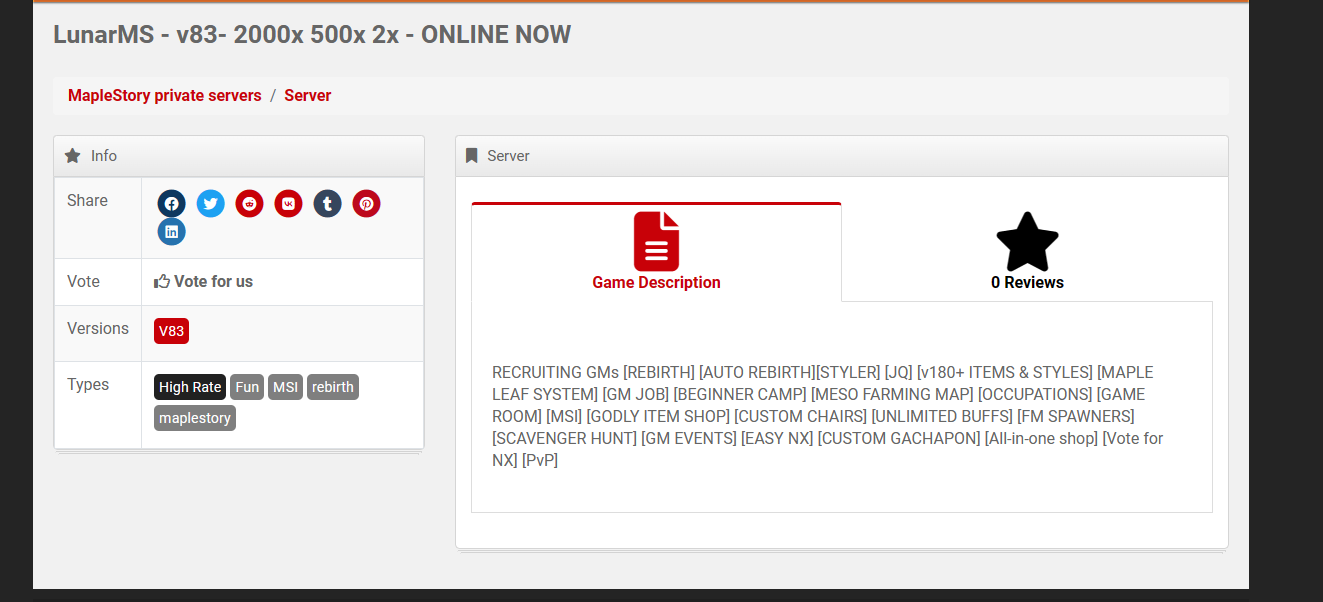 LunarMS - v83- 2000x 500x 2x - ONLINE NOW
MapleStory private servers / Server
Info
Share
Vote
Vote for us
Versions
V83
Types
High Rate Fun MSI rebirth
maplestory
Server
Game Description
0 Reviews
RECRUITING GMs [REBIRTH] [AUTO REBIRTH][STYLER] [JQ] [v180+ ITEMS & STYLES] [MAPLE
LEAF SYSTEM] [GM JOB] [BEGINNER CAMP] [MESO FARMING MAP] [OCCUPATIONS] [GAME
ROOM] [MSI] [GODLY ITEM SHOP] [CUSTOM CHAIRS] [UNLIMITED BUFFS] [FM SPAWNERS]
[SCAVENGER HUNT] [GM EVENTS] [EASY NX] [CUSTOM GACHAPON] [All-in-one shop] [Vote for
NX] [PvP]